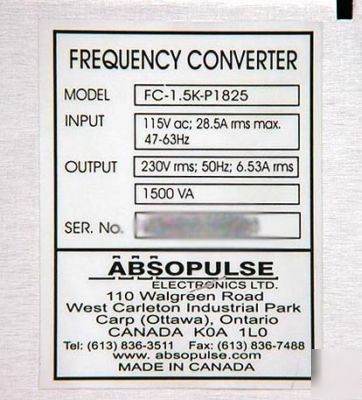 FREQUENCY CONVERTER
MODEL FC-1.5K-P1825
INPUT 115V ac; 28.5A rms max.
47-63Hz
OUTPUT 230V rms; 50Hz; 6.53A rms
1500 VA
SER. No.
ABSOPULSE
ELECTRONICS LTD.
110 Walgreen Road
West Carleton Industrial Park
Carp (Ottawa), Ontario
CANADA K0A 1L0
Tel: (613) 836-3511 Fax: (613) 836-7488
www.absopulse.com
MADE IN CANADA